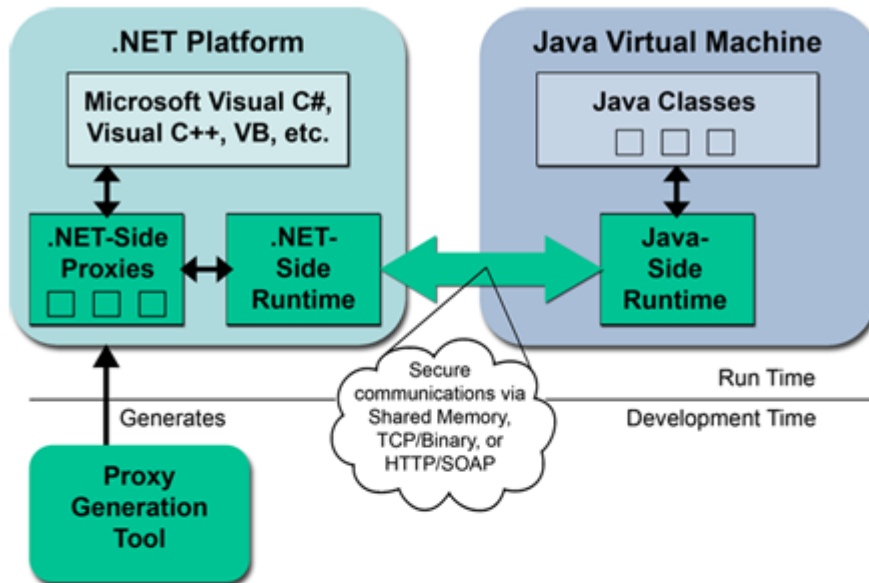 .NET Platform
Microsoft Visual C#,
Visual C++, VB, etc.
.NET-Side
Proxies
.NET-
Side
Runtime
Java Virtual Machine
Java Classes
Java-
Side
Runtime
Secure
communications via
Shared Memory,
TCP/Binary, or
HTTP/SOAP
Run Time
Generates
Development Time
Proxy
Generation
Tool